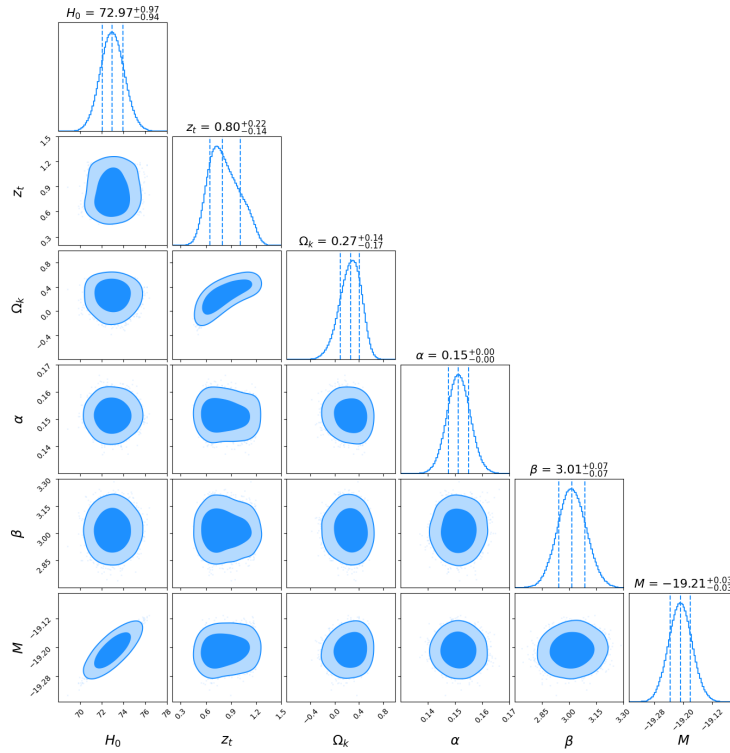 H_0 = 72.97^{+0.97}_{-0.94}
z_t = 0.80^{+0.22}_{-0.14}
Ω_k = 0.27^{+0.14}_{-0.17}
α = 0.15^{+0.00}_{-0.00}
β = 3.01^{+0.07}_{-0.07}
M = −19.21^{+0.03}_{-0.03}
z_t
1.5
1.2
0.9
0.6
0.3
Ω_k
0.8
0.4
0.0
−0.4
α
0.17
0.16
0.15
0.14
β
3.30
3.15
3.00
2.85
M
−19.12
−19.20
−19.28
70 72 74 76 78
0.3 0.6 0.9 1.2 1.5
−0.4 0.0 0.4 0.8
0.14 0.15 0.16 0.17
2.85 3.00 3.15 3.30
−19.28 −19.20 −19.12
H_0 z_t Ω_k α β M